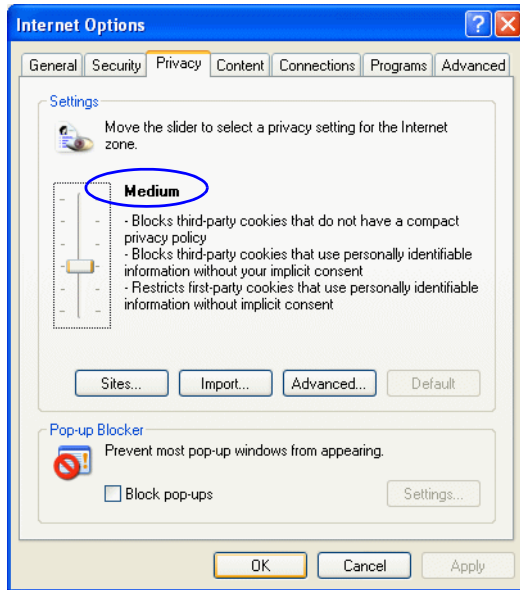 Internet Options
General Security Privacy Content Connections Programs Advanced
Settings
Move the slider to select a privacy setting for the Internet
zone.
Medium
- Blocks third-party cookies that do not have a compact
privacy policy
- Blocks third-party cookies that use personally identifiable
information without your implicit consent
- Restricts first-party cookies that use personally identifiable
information without implicit consent
Sites... Import... Advanced... Default
Pop-up Blocker
Prevent most pop-up windows from appearing.
Block pop-ups Settings...
OK Cancel Apply